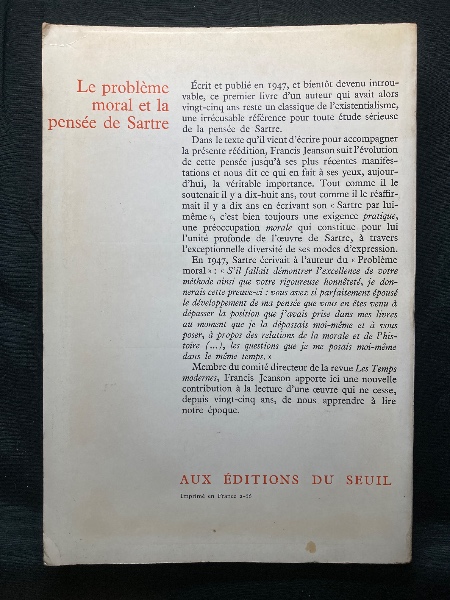 Le problème
moral et la
pensée de Sartre
Écrit et publié en 1947, et bientôt devenu introu-
vable, ce premier livre d'un auteur qui avait alors
vingt-cinq ans reste un classique de l'existentialisme,
une irrécusable référence pour toute étude sérieuse
de la pensée de Sartre.
Dans le texte qu'il vient d'écrire pour accompagner
la présente réédition, Francis Jeanson suit l'évolution
de cette pensée jusqu'à ses plus récentes manifes-
tations et nous dit ce qui en fait à ses yeux, aujour-
d'hui, la véritable importance. Tout comme il le
soutenait il y a dix-huit ans, tout comme il le réaffir-
mait il y a dix ans en écrivant son « Sartre par lui-
même », c'est bien toujours une exigence pratique,
une préoccupation morale qui constitue pour lui
l'unité profonde de l'œuvre de Sartre, à travers
l'exceptionnelle diversité de ses modes d'expression.
En 1947, Sartre écrivait à l'auteur du « Problème
moral » : « S'il fallait démontrer l'excellence de votre
méthode ainsi que votre rigoureuse honnêteté, je don-
nerais cette preuve-ci : vous avez si parfaitement épousé
le développement de ma pensée que vous en êtes venu à
dépasser la position que j'avais prise dans mes livres
au moment que je la dépassais moi-même et à vous
poser, à propos des relations de la morale et de l'his-
toire [...], les questions que je me posais moi-même
dans le même temps. »
Membre du comité directeur de la revue Les Temps
modernes, Francis Jeanson apporte ici une nouvelle
contribution à la lecture d'une œuvre qui ne cesse,
depuis vingt-cinq ans, de nous apprendre à lire
notre époque.
AUX ÉDITIONS DU SEUIL
Imprimé en France 2-66